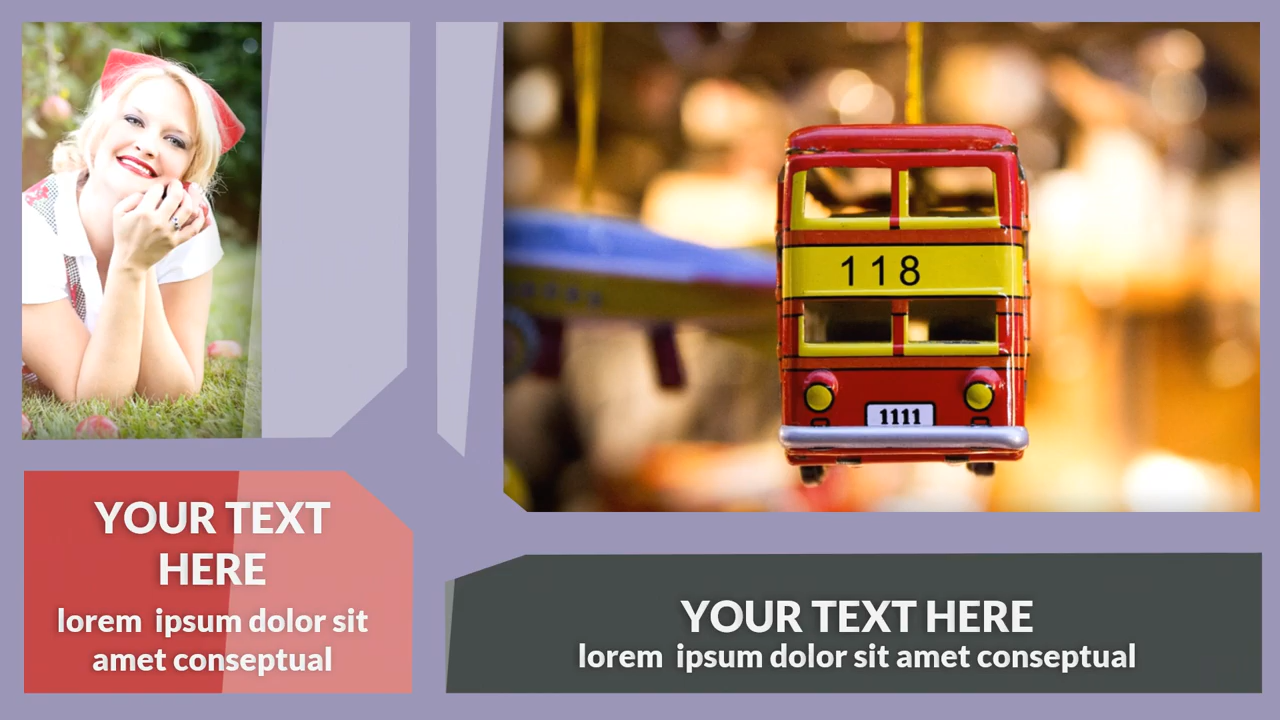 118
1111
YOUR TEXT
HERE
lorem  ipsum dolor sit
amet conseptual
YOUR TEXT HERE
lorem  ipsum dolor sit amet conseptual